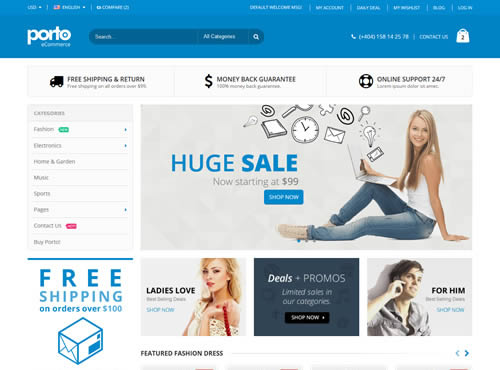 USD ENGLISH COMPARE (2) DEFAULT WELCOME MSG! MY ACCOUNT DAILY DEAL MY WISHLIST BLOG LOG IN
porto
eCommerce
Search... All Categories (+404) 158 14 25 78 CONTACT US 2
FREE SHIPPING & RETURN
Free shipping on all orders over $99.
$ MONEY BACK GUARANTEE
100% money back guarantee.
ONLINE SUPPORT 24/7
Lorem ipsum dolor sit amet.
CATEGORIES
Fashion NEW
Electronics
Home & Garden
Music
Sports
Pages
Contact Us HOT
Buy Porto!
HUGE SALE
Now starting at $99
SHOP NOW
FREE
SHIPPING
on orders over $100
LADIES LOVE
Best Selling Deals
SHOP NOW
Deals + PROMOS
Limited sales in
our categories.
SHOP NOW
FOR HIM
Best Selling Deals
SHOP NOW
FEATURED FASHION DRESS